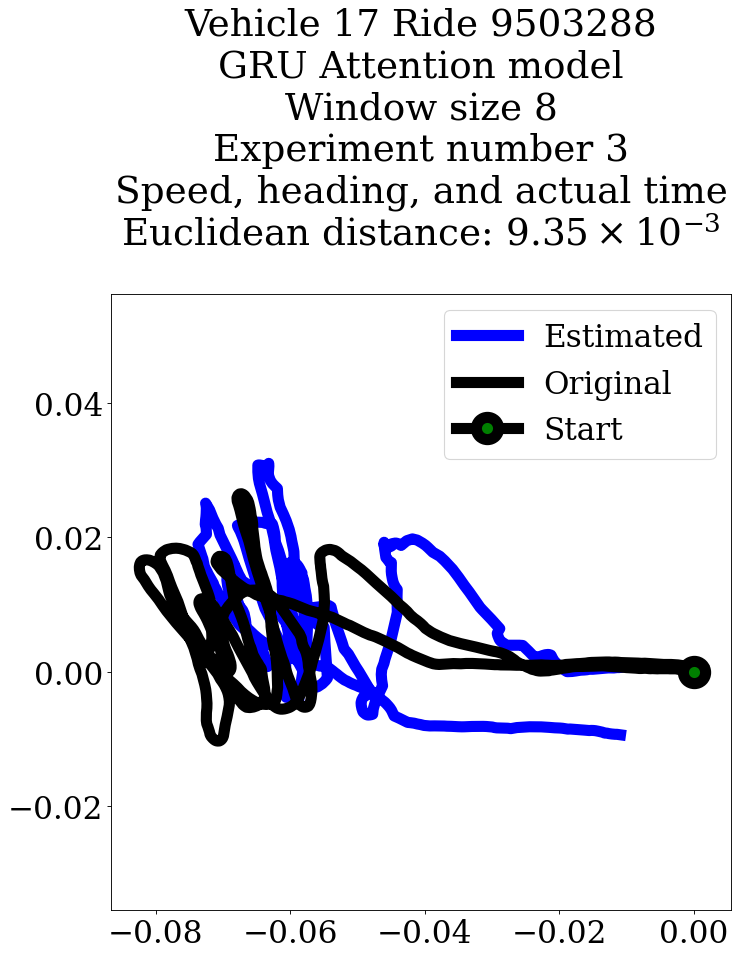 Vehicle 17 Ride 9503288
GRU Attention model
Window size 8
Experiment number 3
Speed, heading, and actual time
Euclidean distance: 9.35 × 10⁻³
Estimated
Original
Start
0.04
0.02
0.00
−0.02
−0.08 −0.06 −0.04 −0.02 0.00